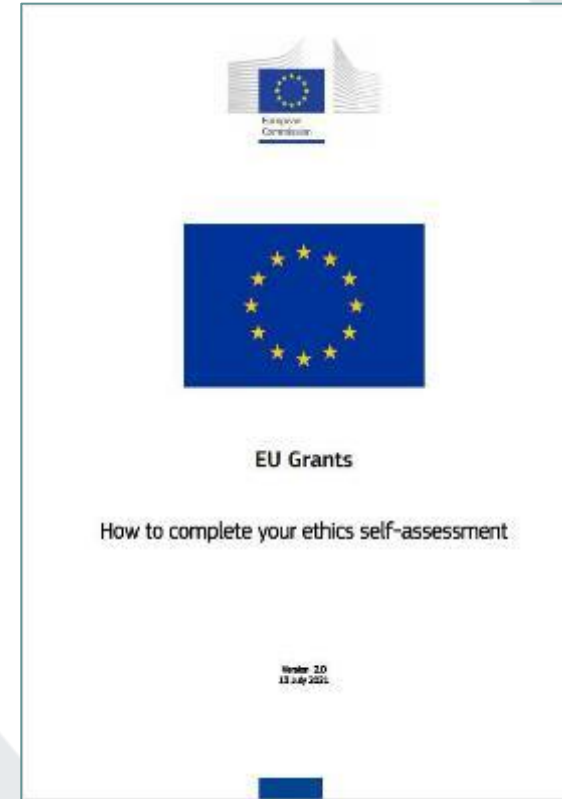 European
Commission
EU Grants
How to complete your ethics self-assessment
Version 2.0
13 July 2021